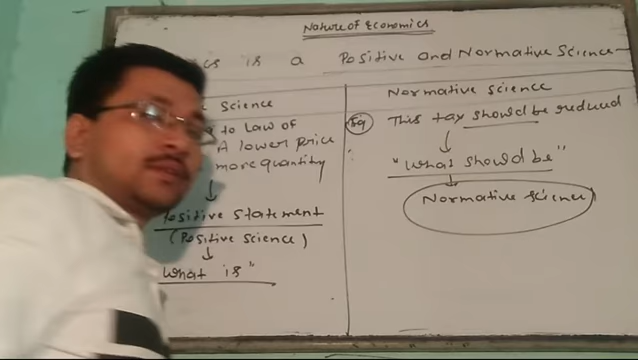 Nature of Economics
is a Positive and Normative Science
Science
to Law of
A lower price
more quantity
Positive Statement
(Positive Science)
What is"
Normative science
Eg This tax should be reduced
"What should be"
Normative science